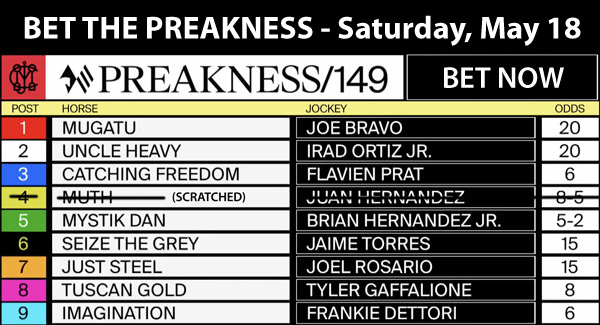 BET THE PREAKNESS - Saturday, May 18
PREAKNESS/149 BET NOW
POST HORSE JOCKEY ODDS
1 MUGATU JOE BRAVO 20
2 UNCLE HEAVY IRAD ORTIZ JR. 20
3 CATCHING FREEDOM FLAVIEN PRAT 6
4 MUTH (SCRATCHED) JUAN HERNANDEZ 8-5
5 MYSTIK DAN BRIAN HERNANDEZ JR. 5-2
6 SEIZE THE GREY JAIME TORRES 15
7 JUST STEEL JOEL ROSARIO 15
8 TUSCAN GOLD TYLER GAFFALIONE 8
9 IMAGINATION FRANKIE DETTORI 6